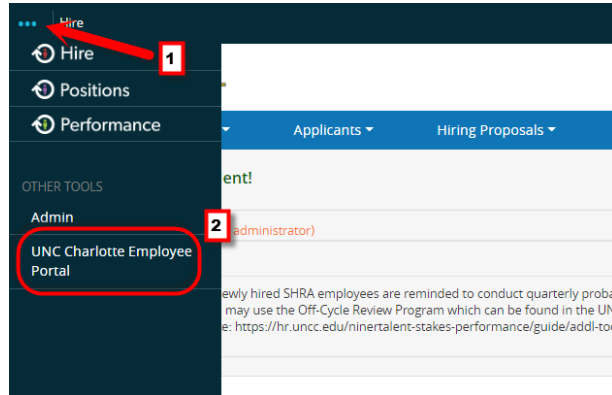 ••• Hire
1
Hire
Positions
Performance
Applicants Hiring Proposals
OTHER TOOLS
ent!
Admin
2
administrator)
UNC Charlotte Employee
Portal
ewly hired SHRA employees are reminded to conduct quarterly proba
may use the Off-Cycle Review Program which can be found in the UN
e: https://hr.uncc.edu/ninertalent-stakes-performance/guide/addl-too